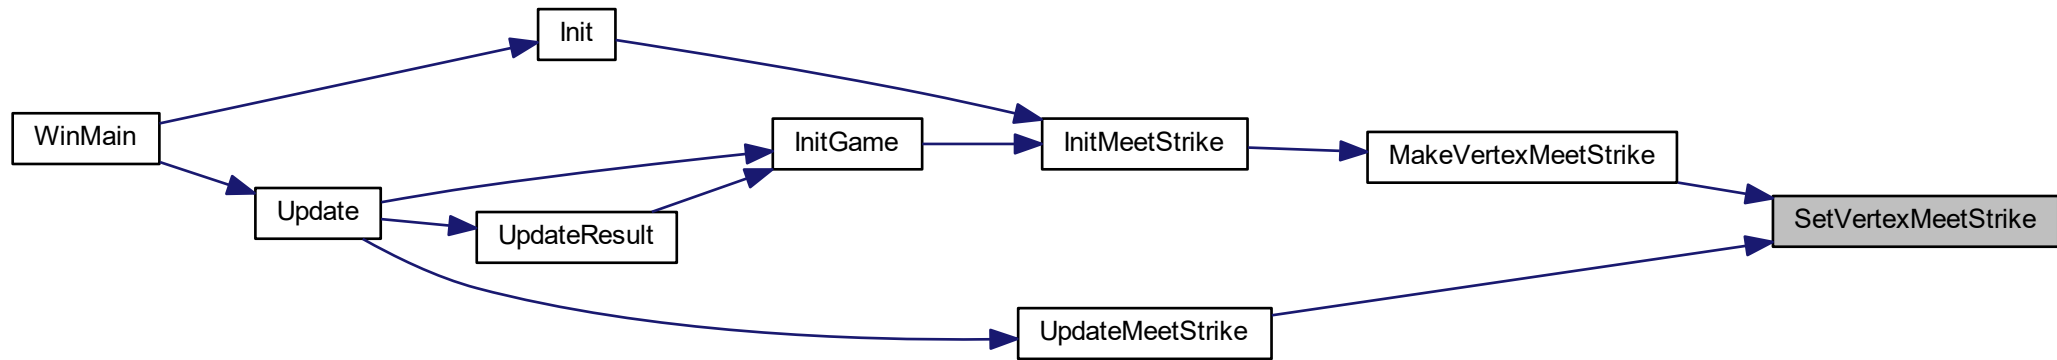 Init
WinMain
InitGame
InitMeetStrike
MakeVertexMeetStrike
Update
UpdateResult
SetVertexMeetStrike
UpdateMeetStrike